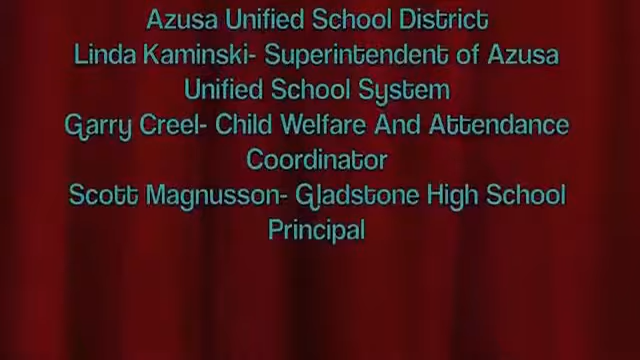 Azusa Unified School District
Linda Kaminski- Superintendent of Azusa
Unified School System
Garry Creel- Child Welfare And Attendance
Coordinator
Scott Magnusson- Gladstone High School
Principal